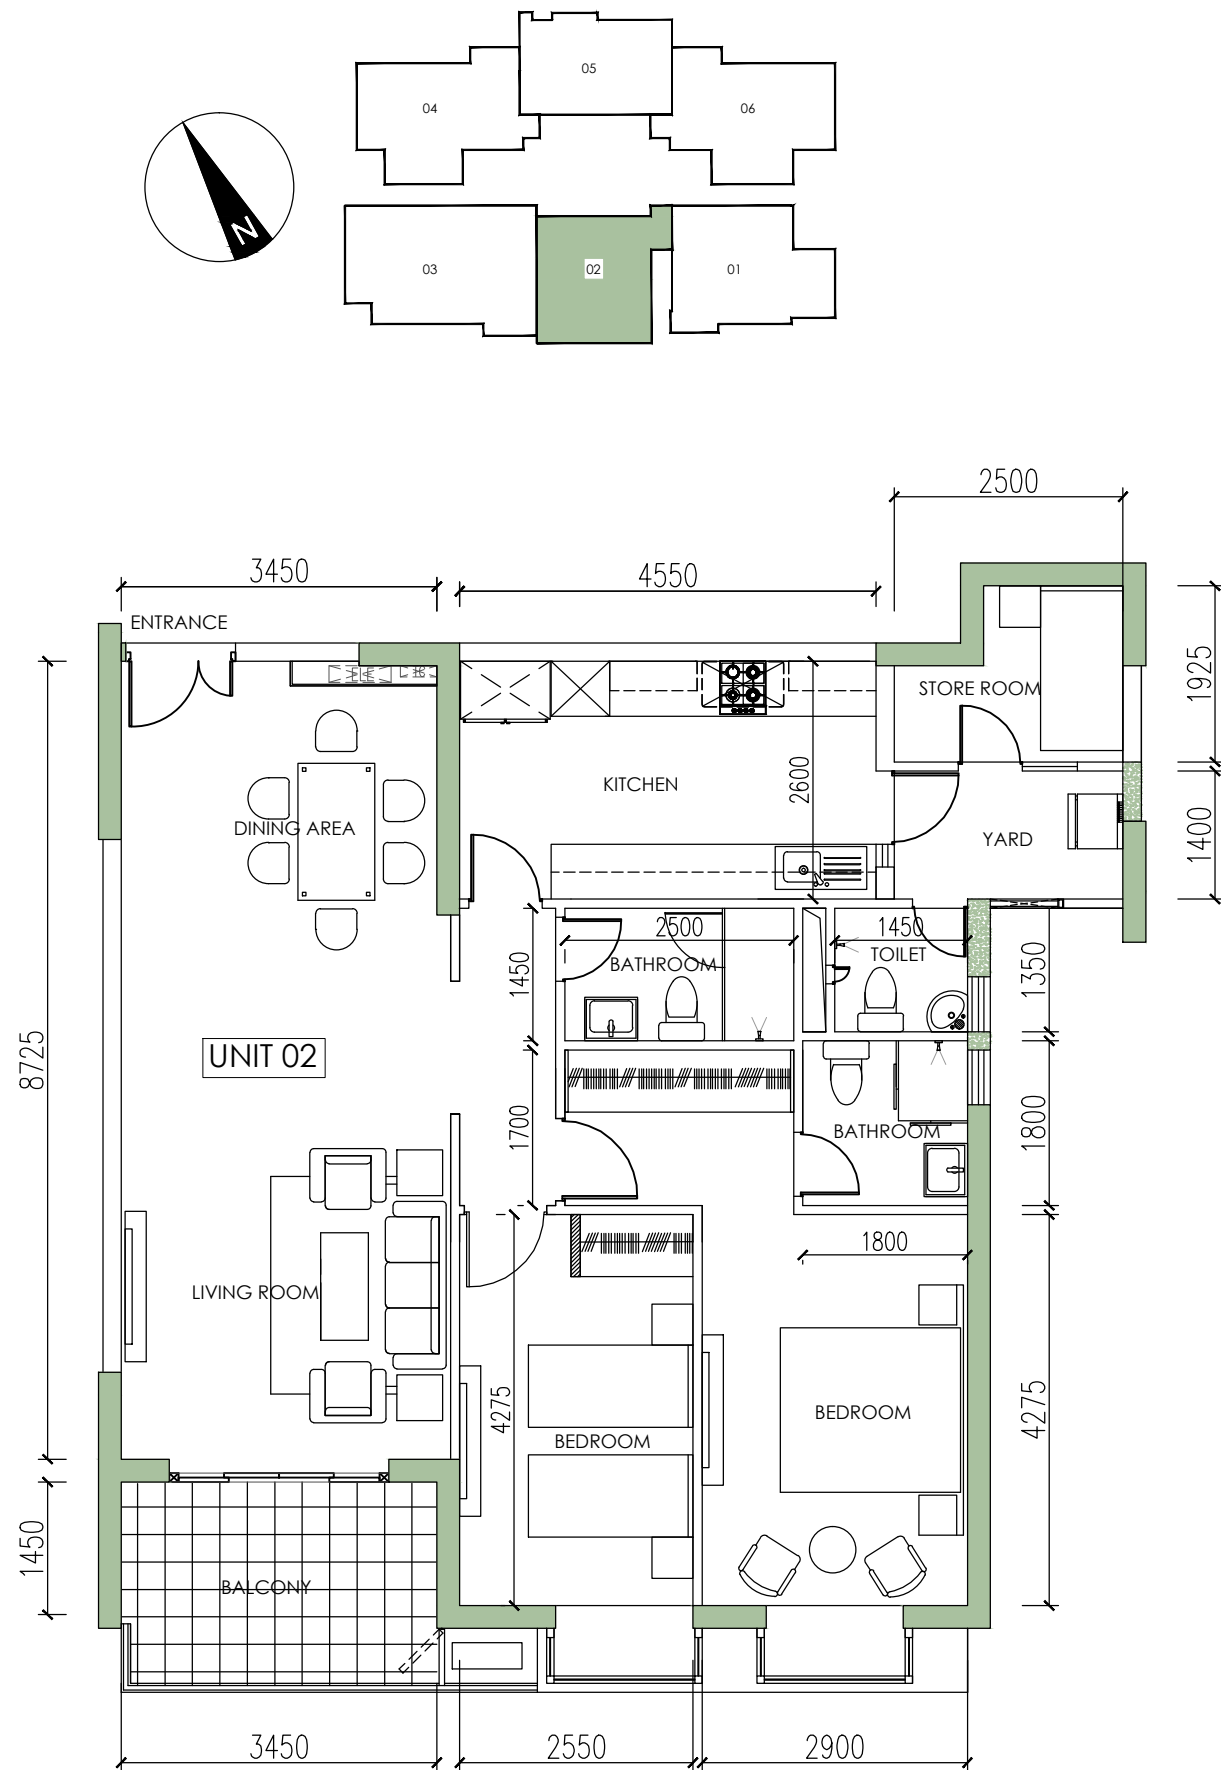 05
04
06
N
03
02
01
2500
3450
4550
ENTRANCE
1925
STORE ROOM
KITCHEN
2600
DINING AREA
YARD
1400
2500
1450
BATHROOM
TOILET
1450
1350
8725
UNIT 02
1700
BATHROOM
1800
1800
LIVING ROOM
4275
BEDROOM
4275
BEDROOM
1450
BALCONY
3450
2550
2900